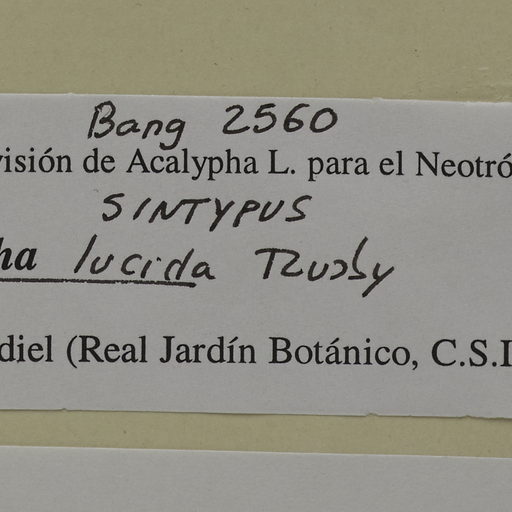 Bang 2560
visión de Acalypha L. para el Neotró
SINTYPUS
ha lucida Rusby
diel (Real Jardín Botánico, C.S.I